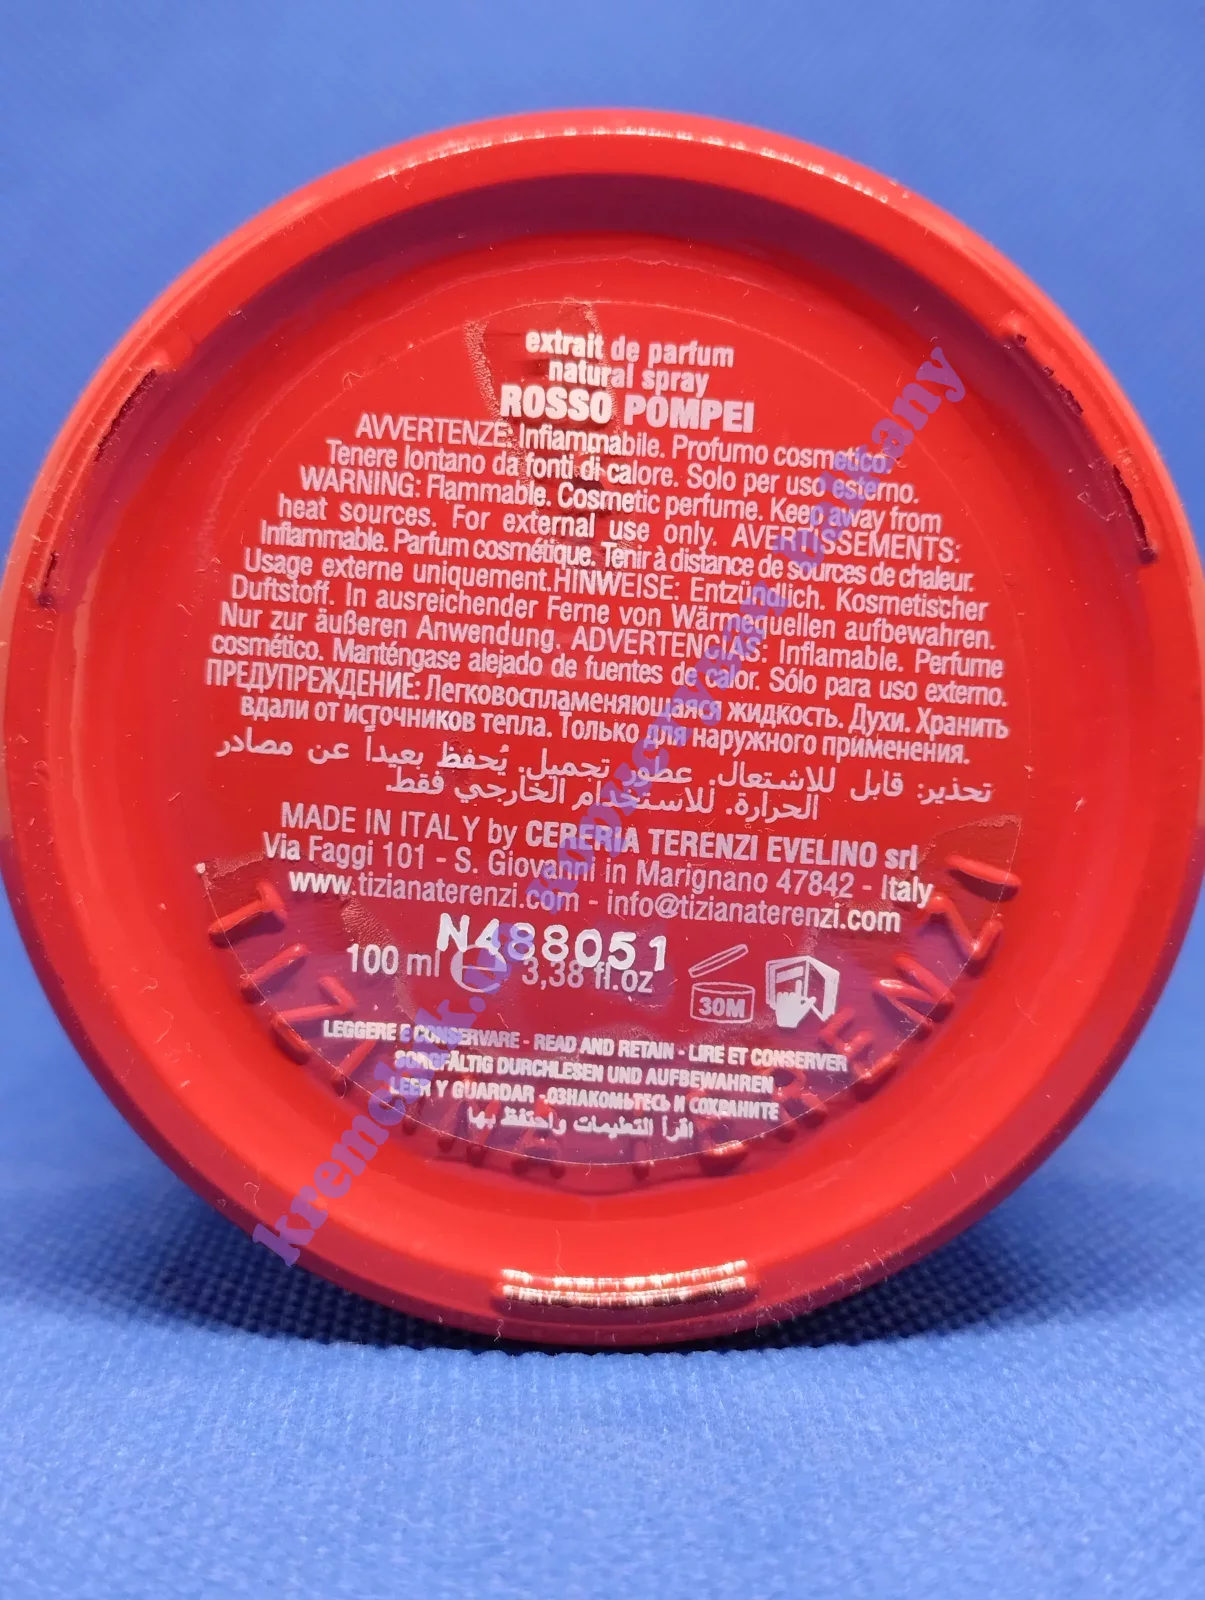 extrait de parfum
natural spray
ROSSO POMPEI
AVVERTENZE: Infiammabile. Profumo cosmetico.
Tenere lontano da fonti di calore. Solo per uso esterno.
WARNING: Flammable. Cosmetic perfume. Keep away from
heat sources. For external use only. AVERTISSEMENTS:
Inflammable. Parfum cosmétique. Tenir à distance de sources de chaleur.
Usage externe uniquement.HINWEISE: Entzündlich. Kosmetischer
Duftstoff. In ausreichender Ferne von Wärmequellen aufbewahren.
Nur zur äußeren Anwendung. ADVERTENCIAS: Inflamable. Perfume
cosmético. Manténgase alejado de fuentes de calor. Sólo para uso externo.
ПРЕДУПРЕЖДЕНИЕ: Легковоспламеняющаяся жидкость. Духи. Хранить
вдали от источников тепла. Только для наружного применения.
تحذير: قابل للاشتعال. عطور تجميل. يُحفظ بعيداً عن مصادر
الحرارة. للاستخدام الخارجي فقط.
MADE IN ITALY by CERERIA TERENZI EVELINO srl
Via Faggi 101 - S. Giovanni in Marignano 47842 - Italy
www.tizianaterenzi.com - info@tizianaterenzi.com
N488051
100 ml ℮ 3,38 fl.oz
30M
LEGGERE E CONSERVARE - READ AND RETAIN - LIRE ET CONSERVER
SORGFÄLTIG DURCHLESEN UND AUFBEWAHREN
LEER Y GUARDAR -ОЗНАКОМЬТЕСЬ И СОХРАНИТЕ
اقرأ التعليمات واحتفظ بها
TIZIANA TERENZI